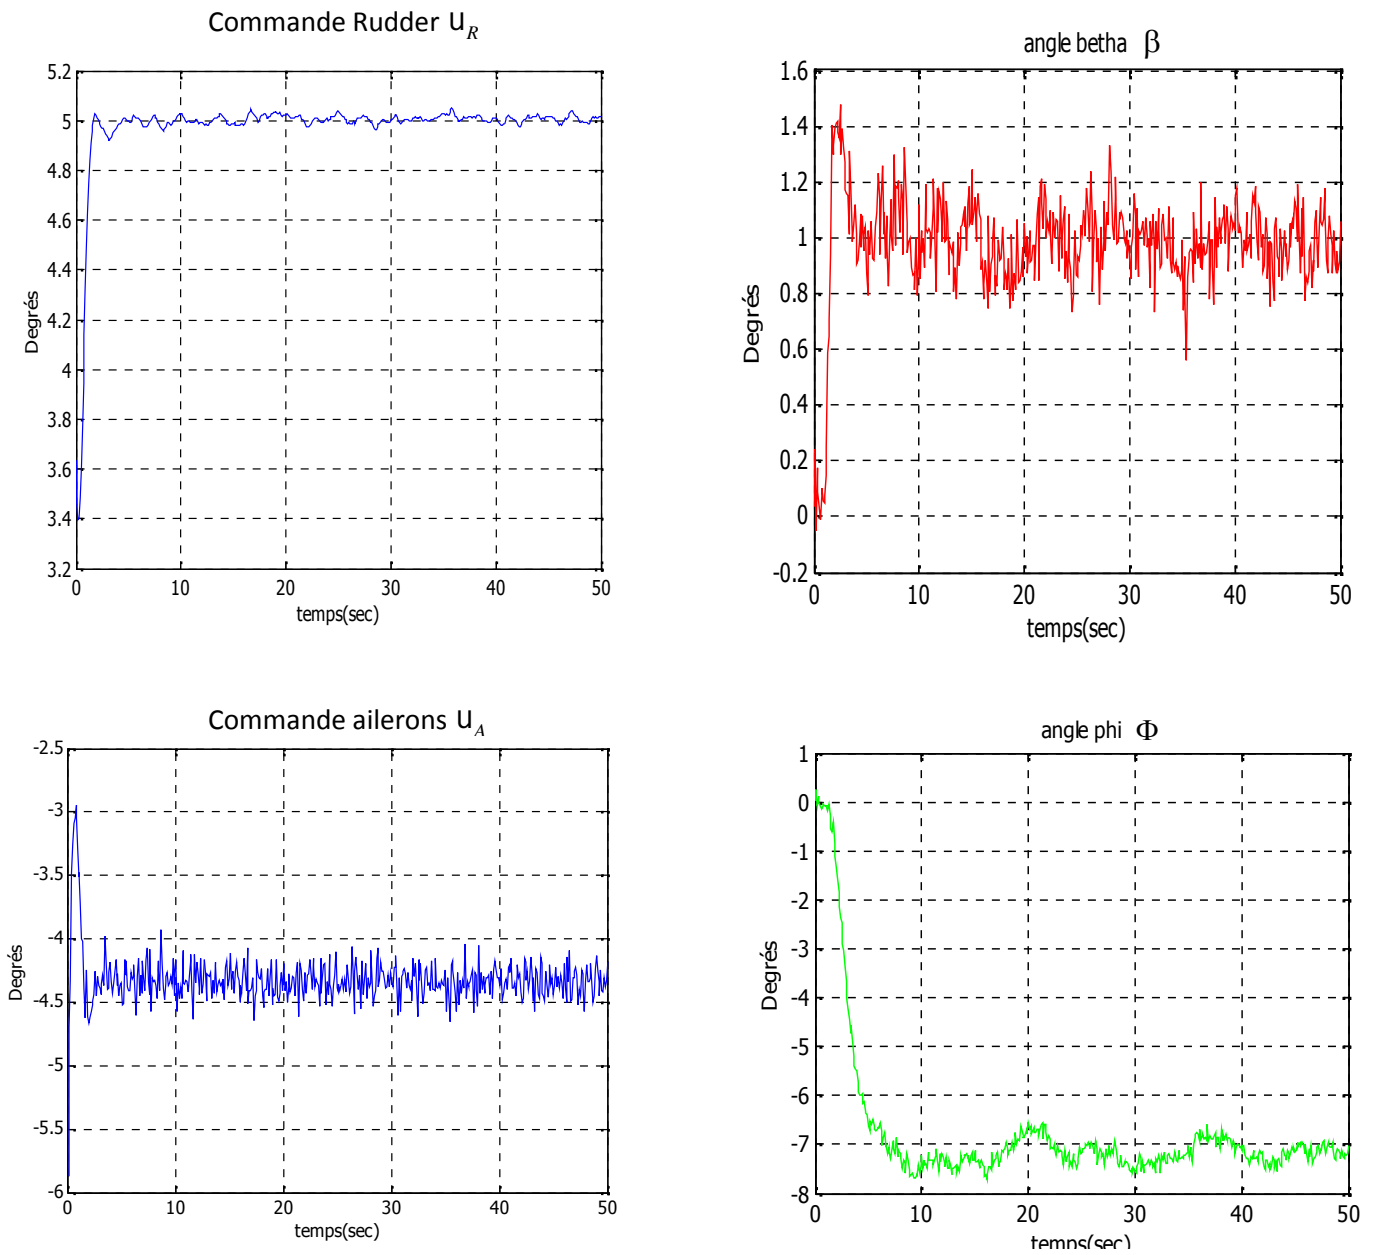 Commande Rudder u_R
5.2
5
4.8
4.6
4.4
4.2
4
3.8
3.6
3.4
3.2
Degrés
0 10 20 30 40 50
temps(sec)
angle betha β
1.6
1.4
1.2
1
0.8
0.6
0.4
0.2
0
-0.2
Degrés
0 10 20 30 40 50
temps(sec)
Commande ailerons u_A
-2.5
-3
-3.5
-4
-4.5
-5
-5.5
-6
Degrés
0 10 20 30 40 50
temps(sec)
angle phi Φ
1
0
-1
-2
-3
-4
-5
-6
-7
-8
Degrés
0 10 20 30 40 50
temps(sec)